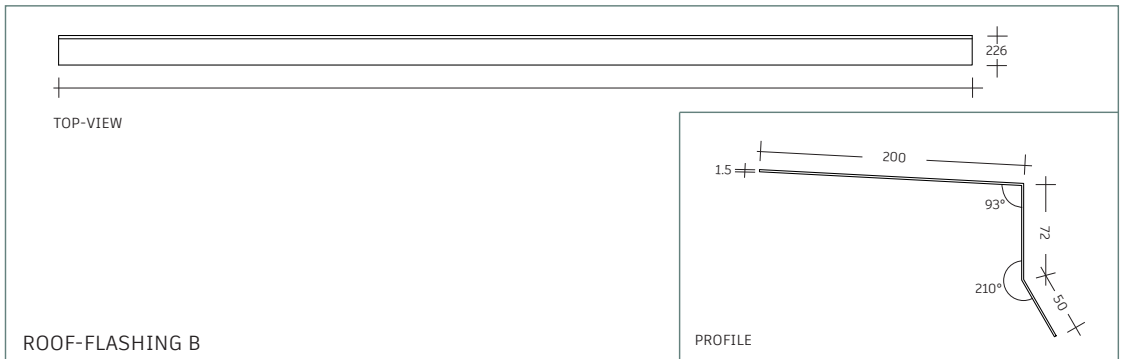 226
TOP-VIEW
200
1.5
93°
72
210°
50
PROFILE
ROOF-FLASHING B